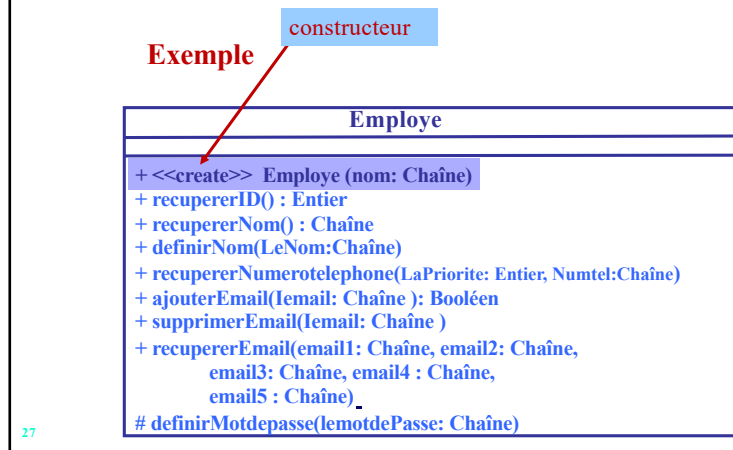 constructeur
Exemple
Employe
+ <<create>> Employe (nom: Chaîne)
+ recupererID() : Entier
+ recupererNom() : Chaîne
+ definirNom(LeNom:Chaîne)
+ recupererNumerotelephone(LaPriorite: Entier, Numtel:Chaîne)
+ ajouterEmail(Iemail: Chaîne ): Booléen
+ supprimerEmail(Iemail: Chaîne )
+ recupererEmail(email1: Chaîne, email2: Chaîne,
email3: Chaîne, email4 : Chaîne,
email5 : Chaîne)
# definirMotdepasse(lemotdePasse: Chaîne)
27